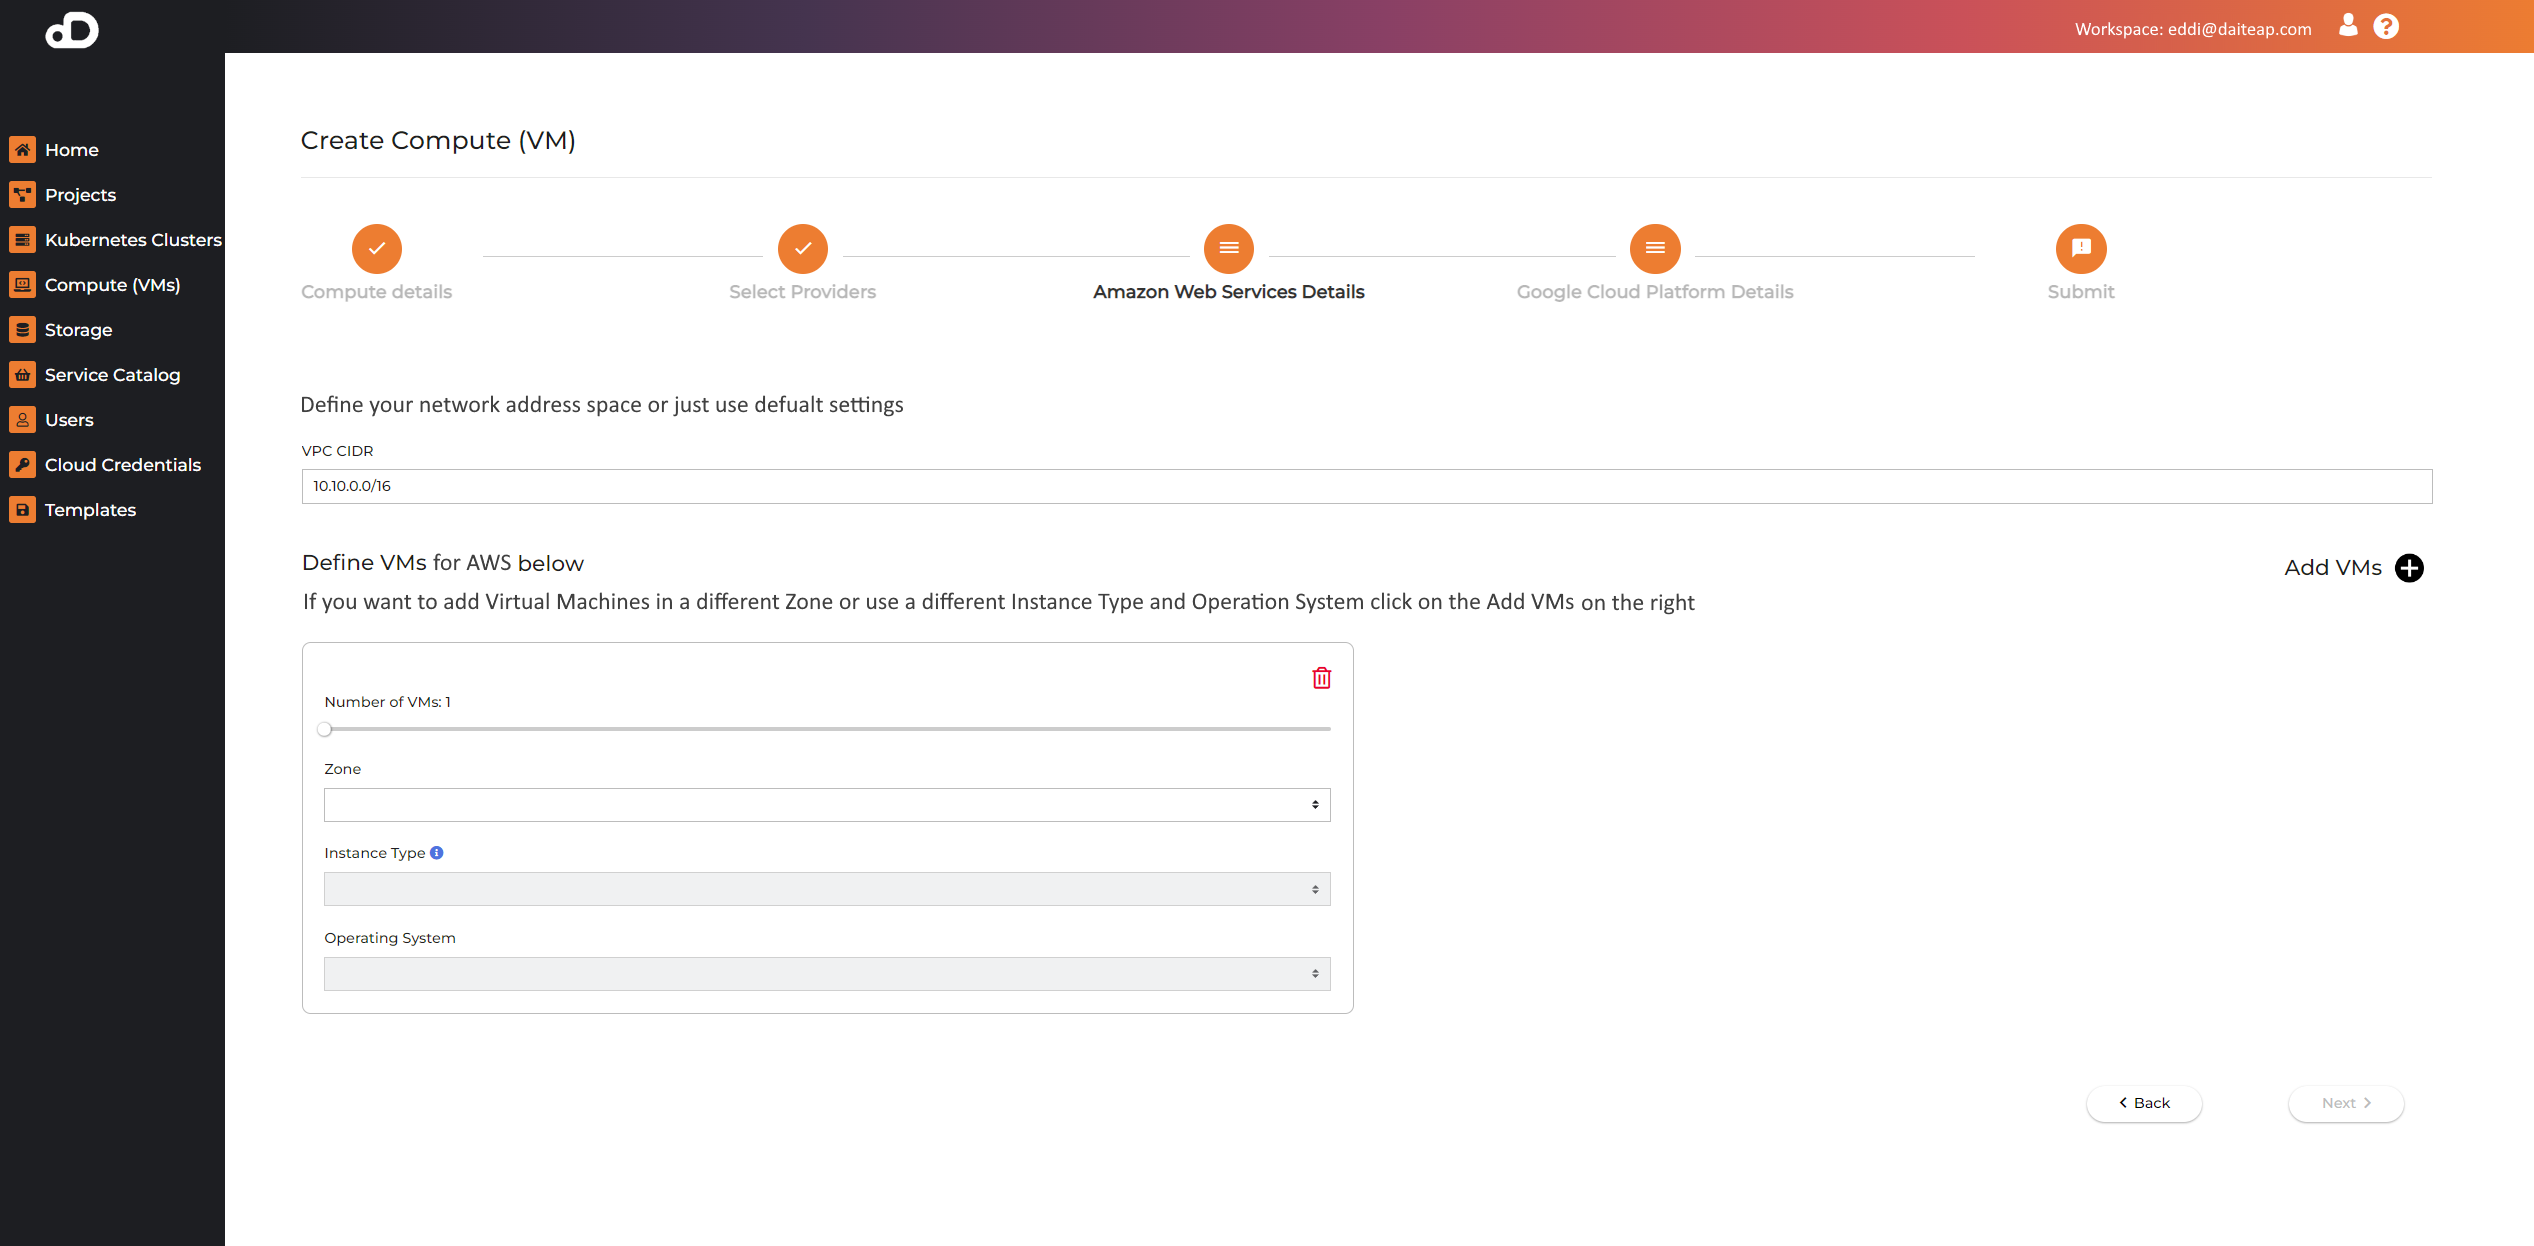 Workspace: eddi@daiteap.com
Home
Projects
Kubernetes Clusters
Compute (VMs)
Storage
Service Catalog
Users
Cloud Credentials
Templates
Create Compute (VM)
Compute details
Select Providers
Amazon Web Services Details
Google Cloud Platform Details
Submit
Define your network address space or just use defualt settings
VPC CIDR
10.10.0.0/16
Define VMs for AWS below
Add VMs
If you want to add Virtual Machines in a different Zone or use a different Instance Type and Operation System click on the Add VMs on the right
Number of VMs: 1
Zone
Instance Type
Operating System
Back
Next